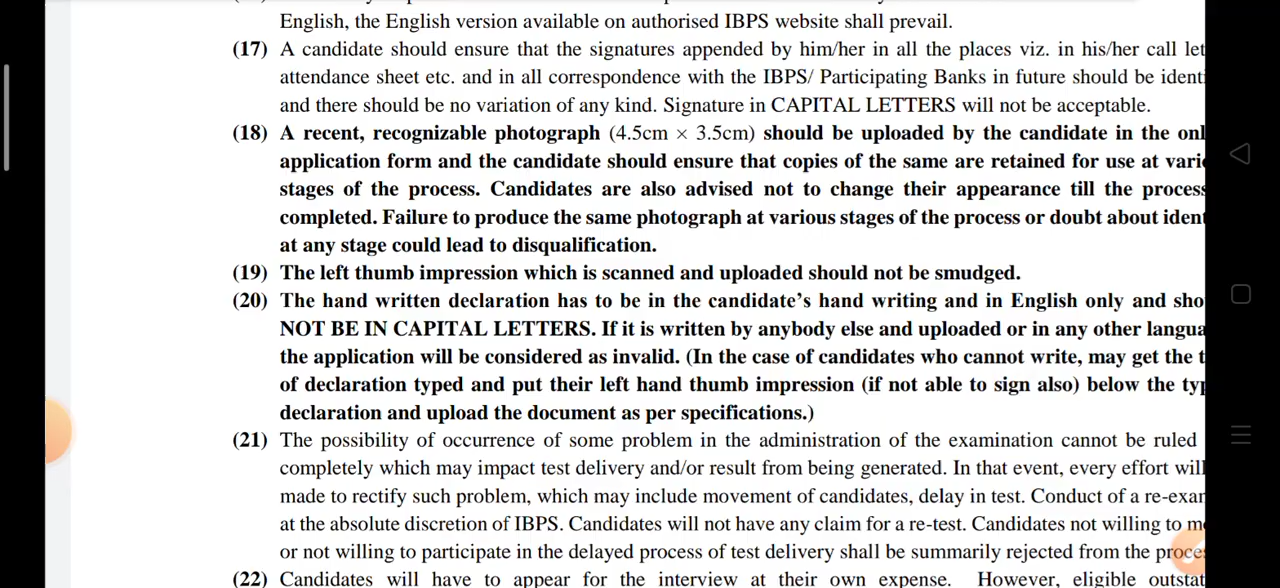 English, the English version available on authorised IBPS website shall prevail.
(17) A candidate should ensure that the signatures appended by him/her in all the places viz. in his/her call let
attendance sheet etc. and in all correspondence with the IBPS/ Participating Banks in future should be identi
and there should be no variation of any kind. Signature in CAPITAL LETTERS will not be acceptable.
(18) A recent, recognizable photograph (4.5cm × 3.5cm) should be uploaded by the candidate in the onl
application form and the candidate should ensure that copies of the same are retained for use at vari
stages of the process. Candidates are also advised not to change their appearance till the process
completed. Failure to produce the same photograph at various stages of the process or doubt about ident
at any stage could lead to disqualification.
(19) The left thumb impression which is scanned and uploaded should not be smudged.
(20) The hand written declaration has to be in the candidate's hand writing and in English only and sho
NOT BE IN CAPITAL LETTERS. If it is written by anybody else and uploaded or in any other langua
the application will be considered as invalid. (In the case of candidates who cannot write, may get the t
of declaration typed and put their left hand thumb impression (if not able to sign also) below the typ
declaration and upload the document as per specifications.)
(21) The possibility of occurrence of some problem in the administration of the examination cannot be ruled
completely which may impact test delivery and/or result from being generated. In that event, every effort will
made to rectify such problem, which may include movement of candidates, delay in test. Conduct of a re-exam
at the absolute discretion of IBPS. Candidates will not have any claim for a re-test. Candidates not willing to m
or not willing to participate in the delayed process of test delivery shall be summarily rejected from the proce
(22) Candidates will have to appear for the interview at their own expense. However, eligible outstat